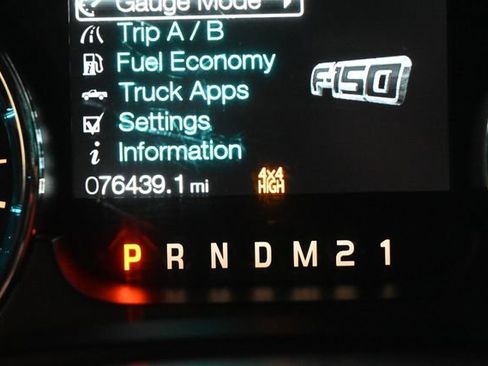 Gauge Mode
Trip A / B
Fuel Economy
F-150
Truck Apps
Settings
i Information
076439.1 mi
4x4
HIGH
P R N D M 2 1